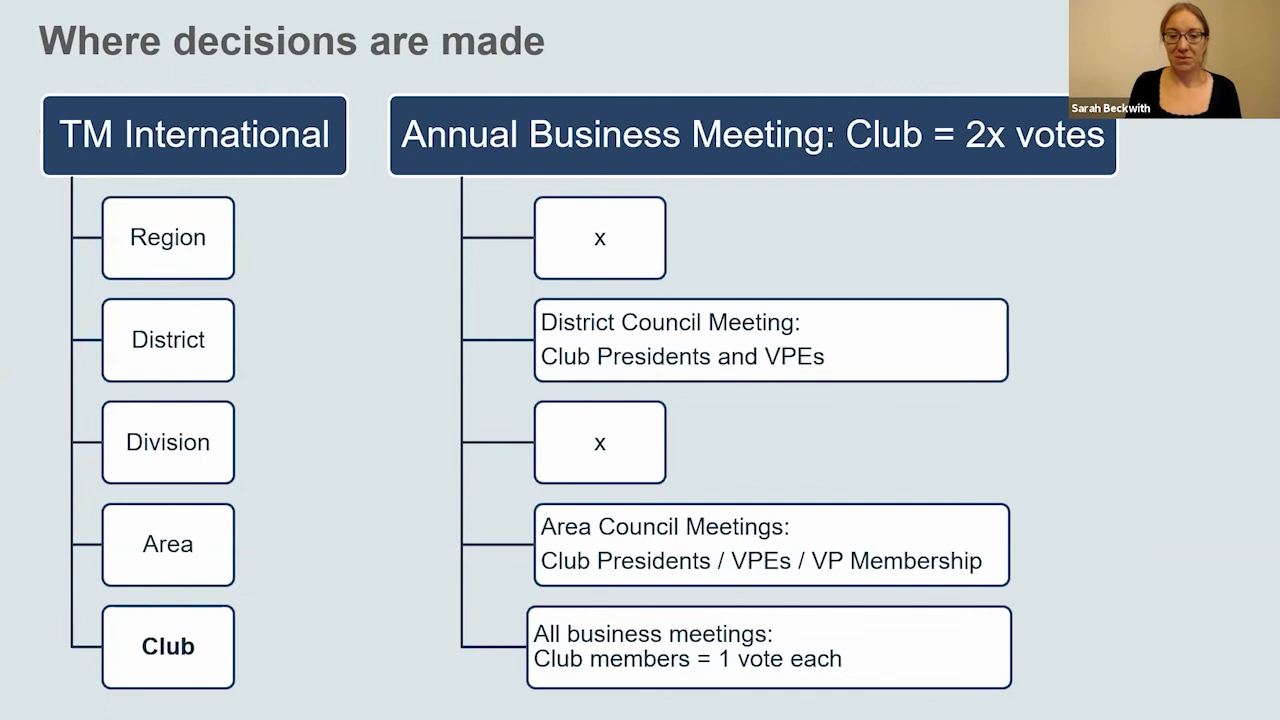 Where decisions are made
Sarah Beckwith
TM International
Annual Business Meeting: Club = 2x votes
Region
x
District
District Council Meeting:
Club Presidents and VPEs
Division
x
Area
Area Council Meetings:
Club Presidents / VPEs / VP Membership
Club
All business meetings:
Club members = 1 vote each